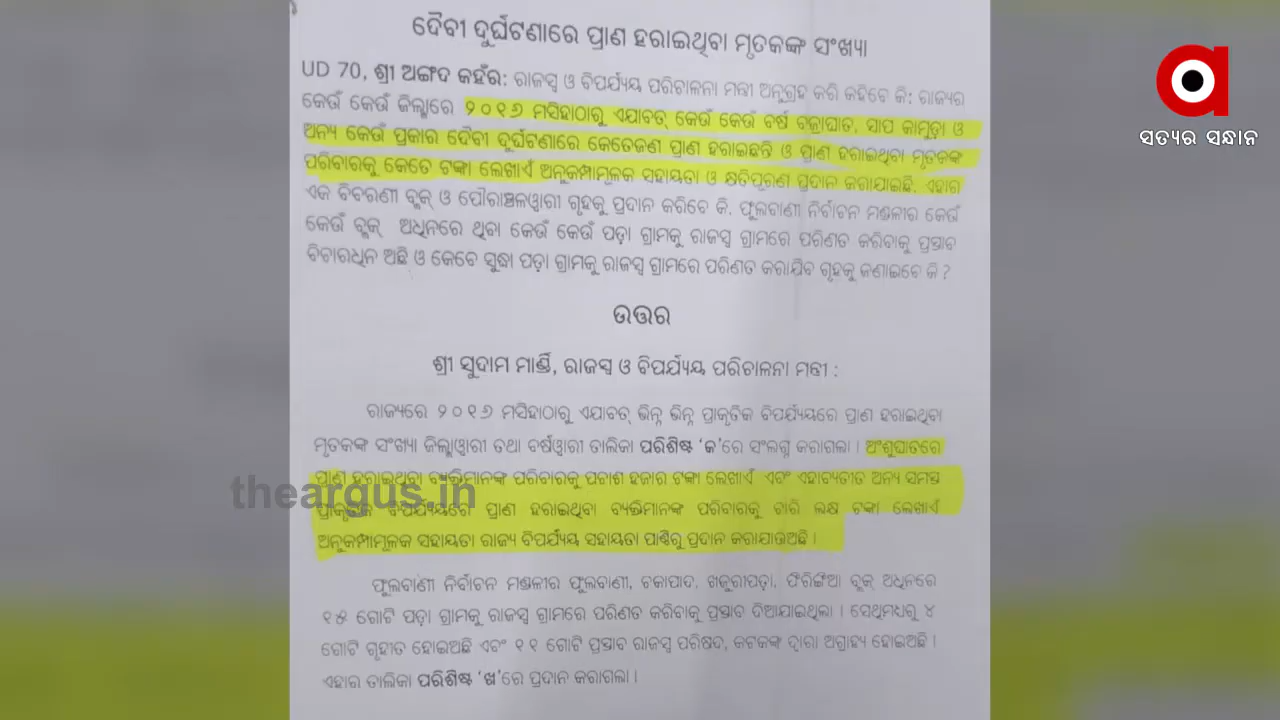 ଦୈବୀ ଦୁର୍ଘଟଣାରେ ପ୍ରାଣ ହରାଇଥିବା ମୃତକଙ୍କ ସଂଖ୍ୟା
UD 70, ଶ୍ରୀ ଅଙ୍ଗଦ କହଁର: ରାଜସ୍ୱ ଓ ବିପର୍ଯ୍ୟୟ ପରିଚାଳନା ମନ୍ତ୍ରୀ ଅନୁଗ୍ରହ କରି କହିବେ କି: ରାଜ୍ୟର
କେଉଁ କେଉଁ ଜିଲ୍ଲାରେ ୨୦୧୬ ମସିହାଠାରୁ ଏଯାବତ୍ କେଉଁ କେଉଁ ବର୍ଷ ବଜ୍ରାଘାତ, ସାପ କାମୁଡ଼ା ଓ
ଅନ୍ୟ କେଉଁ ପ୍ରକାର ଦୈବୀ ଦୁର୍ଘଟଣାରେ କେତେଜଣ ପ୍ରାଣ ହରାଇଛନ୍ତି ଓ ପ୍ରାଣ ହରାଇଥିବା ମୃତକଙ୍କ
ପରିବାରକୁ କେତେ ଟଙ୍କା ଲେଖାଏଁ ଅନୁକମ୍ପାମୂଳକ ସହାୟତା ଓ କ୍ଷତିପୂରଣ ପ୍ରଦାନ କରାଯାଇଛି, ଏହାର
ଏକ ବିବରଣୀ ବ୍ଲକ୍ ଓ ପୌରାଞ୍ଚଳୱାରୀ ଗୃହକୁ ପ୍ରଦାନ କରିବେ କି, ଫୁଲବାଣୀ ନିର୍ବାଚନ ମଣ୍ଡଳୀର କେଉଁ
କେଉଁ ବ୍ଲକ୍ ଅଧିନରେ ଥିବା କେଉଁ କେଉଁ ପଡ଼ା ଗ୍ରାମକୁ ରାଜସ୍ୱ ଗ୍ରାମରେ ପରିଣତ କରିବାକୁ ପ୍ରସ୍ତାବ
ବିଚାରଧିନ ଅଛି ଓ କେବେ ସୁଦ୍ଧା ପଡ଼ା ଗ୍ରାମକୁ ରାଜସ୍ୱ ଗ୍ରାମରେ ପରିଣତ କରାଯିବ ଗୃହକୁ ଜଣାଇବେ କି ?
ଉତ୍ତର
ଶ୍ରୀ ସୁଦାମ ମାର୍ଣ୍ଡି, ରାଜସ୍ୱ ଓ ବିପର୍ଯ୍ୟୟ ପରିଚାଳନା ମନ୍ତ୍ରୀ :
ରାଜ୍ୟରେ ୨୦୧୬ ମସିହାଠାରୁ ଏଯାବତ୍ ଭିନ୍ନ ଭିନ୍ନ ପ୍ରାକୃତିକ ବିପର୍ଯ୍ୟୟରେ ପ୍ରାଣ ହରାଇଥିବା
ମୃତକଙ୍କ ସଂଖ୍ୟା ଜିଲ୍ଲାୱାରୀ ତଥା ବର୍ଷୱାରୀ ତାଲିକା ପରିଶିଷ୍ଟ ‘କ’ରେ ସଂଲଗ୍ନ କରାଗଲା । ଅଂଶୁଘାତରେ
ପ୍ରାଣ ହରାଇଥିବା ବ୍ୟକ୍ତିମାନଙ୍କ ପରିବାରକୁ ପଚାଶ ହଜାର ଟଙ୍କା ଲେଖାଏଁ ଏବଂ ଏହାବ୍ୟତୀତ ଅନ୍ୟ ସମସ୍ତ
ପ୍ରାକୃତିକ ବିପର୍ଯ୍ୟୟରେ ପ୍ରାଣ ହରାଇଥିବା ବ୍ୟକ୍ତିମାନଙ୍କ ପରିବାରକୁ ଚାରି ଲକ୍ଷ ଟଙ୍କା ଲେଖାଏଁ
ଅନୁକମ୍ପାମୂଳକ ସହାୟତା ରାଜ୍ୟ ବିପର୍ଯ୍ୟୟ ସହାୟତା ପାଣ୍ଠିରୁ ପ୍ରଦାନ କରାଯାଉଅଛି ।
ଫୁଲବାଣୀ ନିର୍ବାଚନ ମଣ୍ଡଳୀର ଫୁଲବାଣୀ, ଚକାପାଦ, ଖଜୁରୀପଡ଼ା, ଫିରିଙ୍ଗିଆ ବ୍ଲକ୍ ଅଧିନରେ
୧୫ ଗୋଟି ପଡ଼ା ଗ୍ରାମକୁ ରାଜସ୍ୱ ଗ୍ରାମରେ ପରିଣତ କରିବାକୁ ପ୍ରସ୍ତାବ ଦିଆଯାଇଥିଲା । ସେଥିମଧ୍ୟରୁ ୪
ଗୋଟି ଗୃହୀତ ହୋଇଅଛି ଏବଂ ୧୧ ଗୋଟି ପ୍ରସ୍ତାବ ରାଜସ୍ୱ ପରିଷଦ, କଟକଙ୍କ ଦ୍ୱାରା ଅଗ୍ରାହ୍ୟ ହୋଇଅଛି ।
ଏହାର ତାଲିକା ପରିଶିଷ୍ଟ ‘ଖ’ରେ ପ୍ରଦାନ କରାଗଲା ।
theargus.in
ସତ୍ୟର ସନ୍ଧାନ